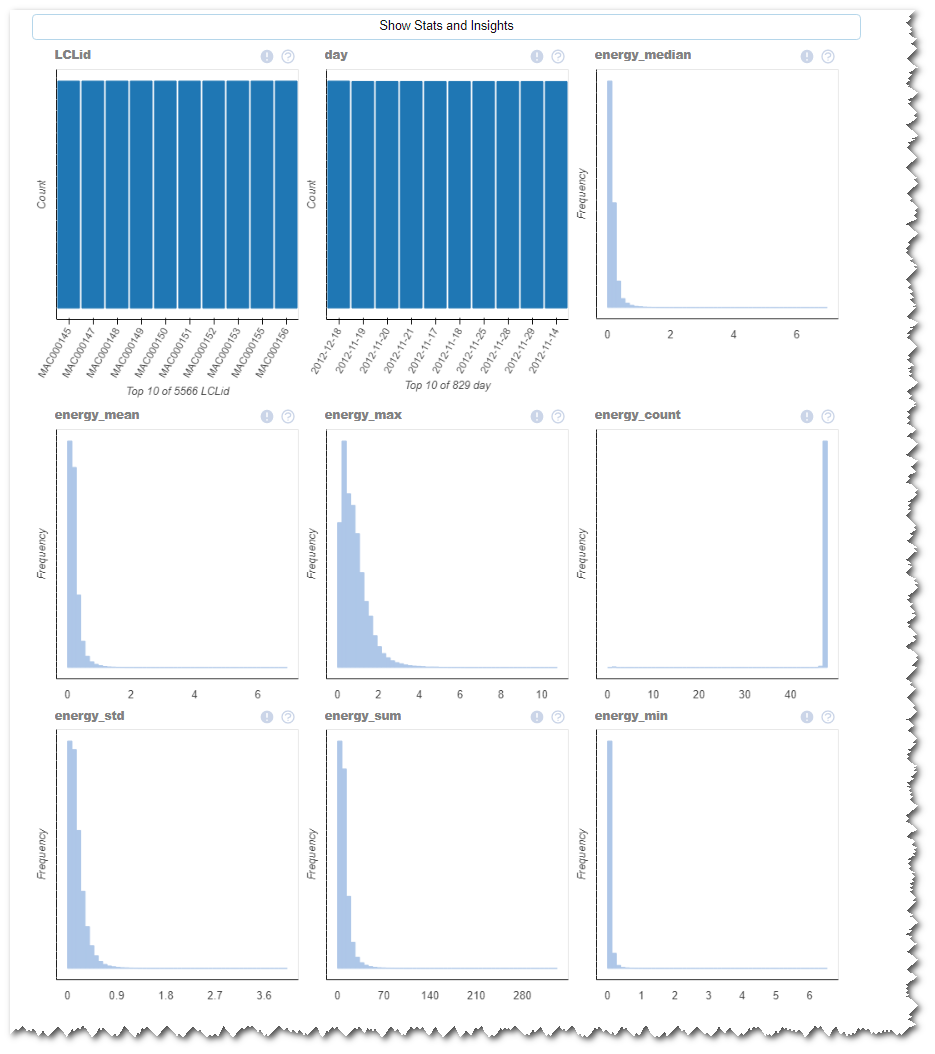 Show Stats and Insights
LCLid
day
energy_median
Count
MAC000145
MAC000147
MAC000148
MAC000149
MAC000150
MAC000151
MAC000152
MAC000153
MAC000155
MAC000156
Top 10 of 5566 LCLid
Count
2012-12-18
2012-11-19
2012-11-20
2012-11-21
2012-11-17
2012-11-18
2012-11-25
2012-11-28
2012-11-29
2012-11-14
Top 10 of 829 day
Frequency
0 2 4 6
energy_mean
energy_max
energy_count
Frequency
0 2 4 6
Frequency
0 2 4 6 8 10
Frequency
0 10 20 30 40
energy_std
energy_sum
energy_min
Frequency
0 0.9 1.8 2.7 3.6
Frequency
0 70 140 210 280
Frequency
0 1 2 3 4 5 6